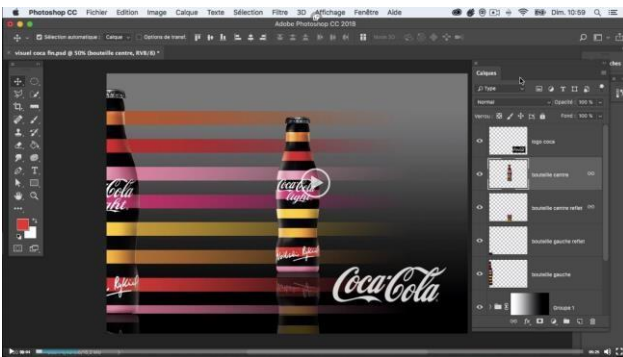 Photoshop CC Fichier Edition Image Calque Texte Sélection Filtre 3D Affichage Fenêtre Aide Dim. 10:59
Adobe Photoshop CC 2018
Sélection automatique : Calque Options de transf.
visuel coca fin.psd @ 50% (bouteille centre, RVB/8) *
Calques
Type
Normal Opacité : 100 %
Verrou : Fond : 100 %
logo coca
bouteille centre
bouteille centre reflet
bouteille gauche reflet
bouteille gauche
Groupe 1
Coca-Cola
light
Coca-Cola